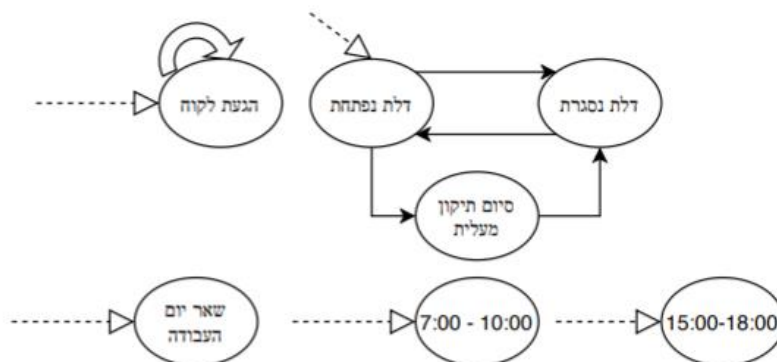 הגעת לקוח
דלת נפתחת
דלת נסגרת
סיום תיקון
מעלית
שאר יום
העבודה
7:00 - 10:00
15:00-18:00